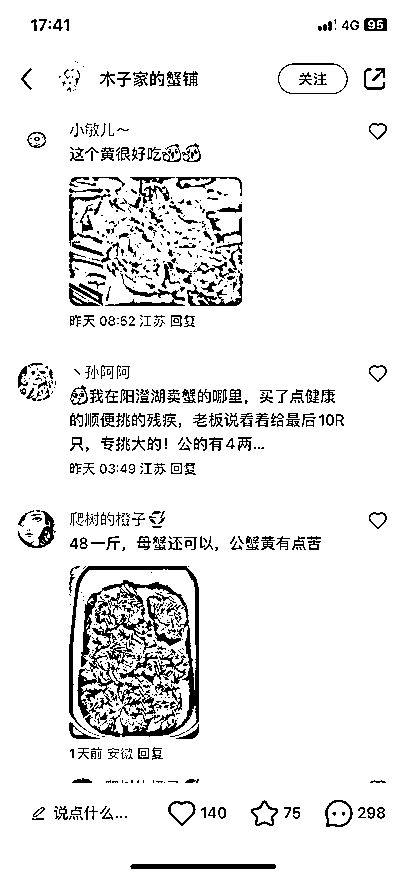 17:41
4G 95
木子家的蟹铺
关注
小敏儿～
这个黄很好吃
昨天 08:52 江苏 回复
丶孙阿阿
我在阳澄湖卖蟹的哪里，买了点健康
的顺便挑的残疾，老板说看着给最后10R
只，专挑大的！公的有4两...
昨天 03:49 江苏 回复
爬树的橙子
48一斤，母蟹还可以，公蟹黄有点苦
1天前 安徽 回复
说点什么...
140
75
298